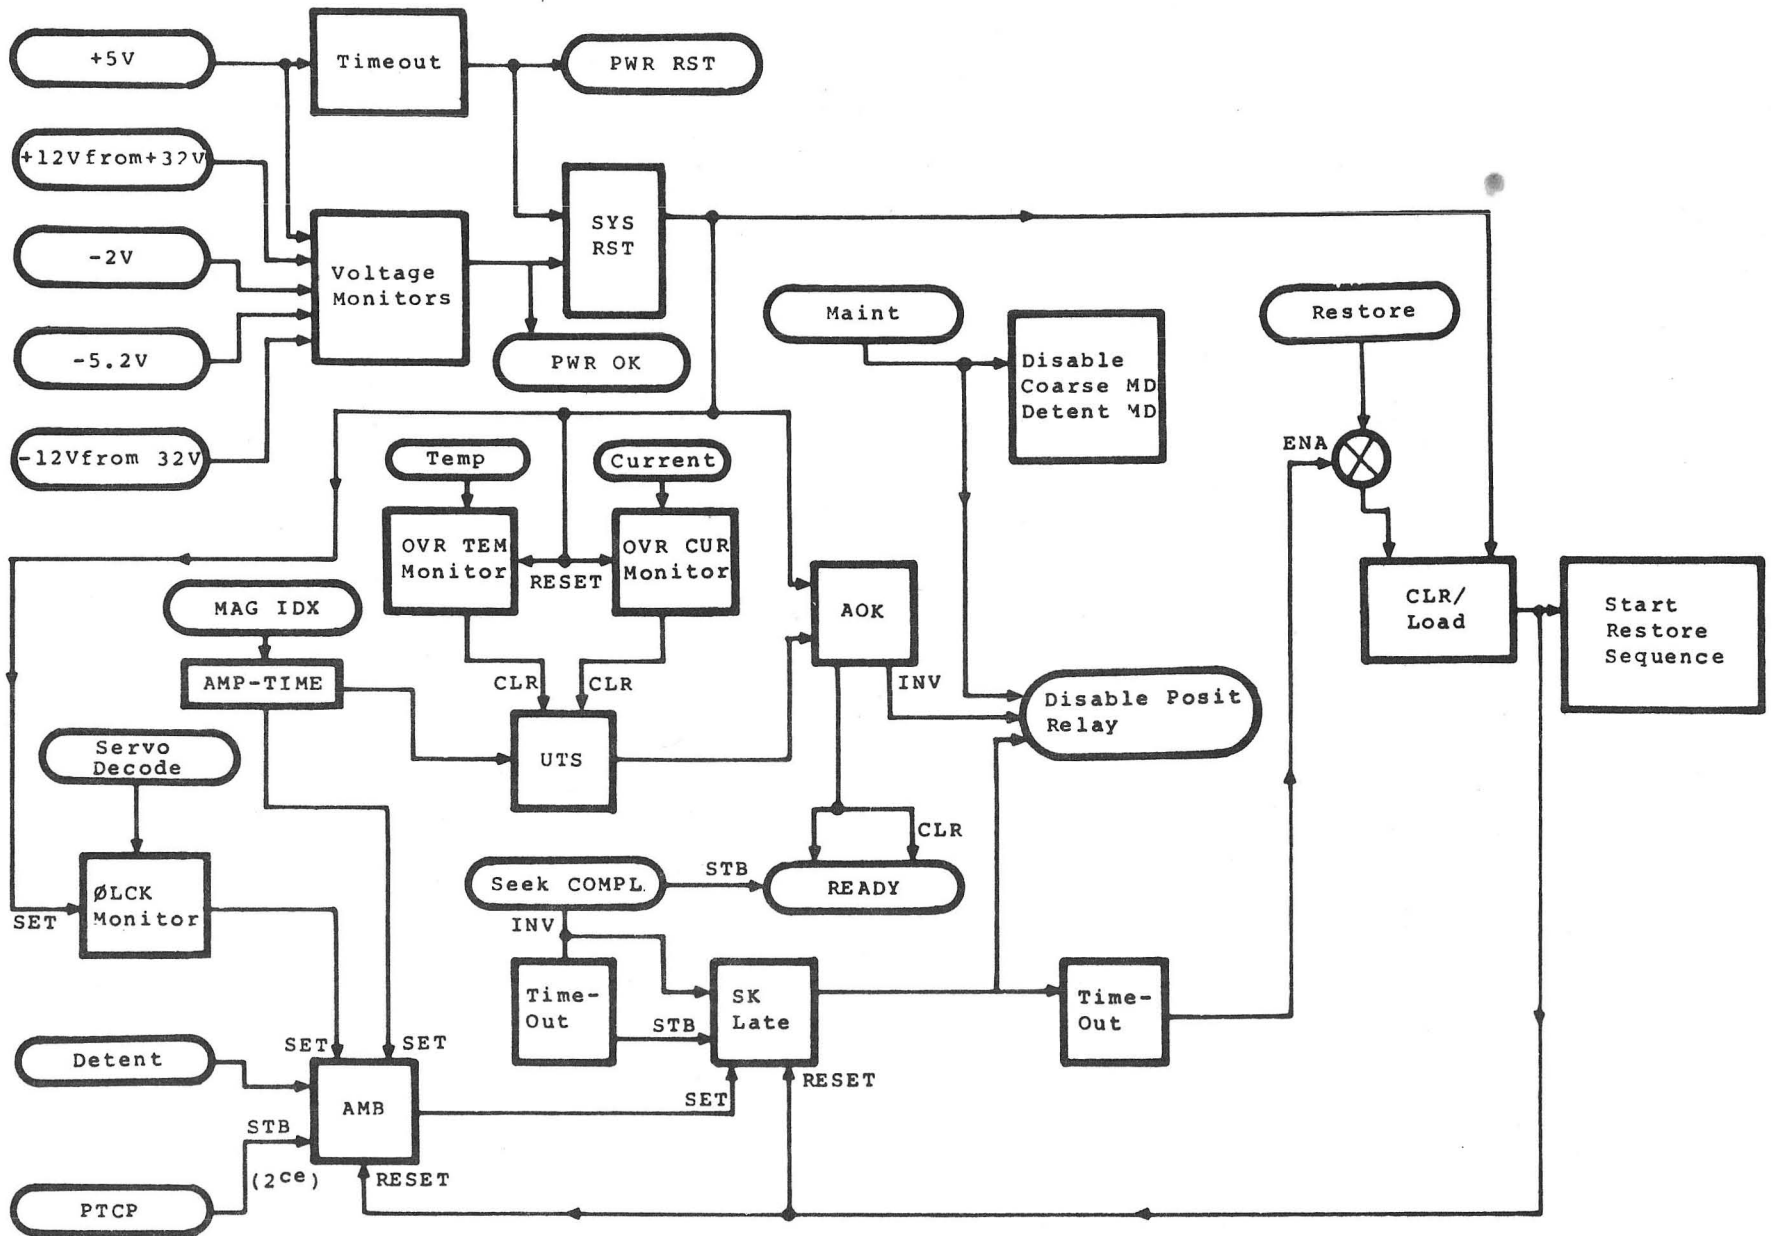 +5V
Timeout
PWR RST
+12Vfrom+32V
SYS
RST
-2V
Voltage
Monitors
Maint
Restore
-5.2V
PWR OK
Disable
Coarse MD
Detent MD
-12Vfrom 32V
Temp
Current
ENA
OVR TEM
Monitor
RESET
OVR CUR
Monitor
MAG IDX
AOK
CLR/
Load
Start
Restore
Sequence
AMP-TIME
CLR
CLR
INV
Disable Posit
Relay
Servo
Decode
UTS
CLR
Seek COMPL.
STB
READY
ØLCK
Monitor
SET
INV
Time-
Out
STB
SK
Late
Time-
Out
SET
SET
Detent
RESET
SET
AMB
STB
(2ce)
RESET
PTCP